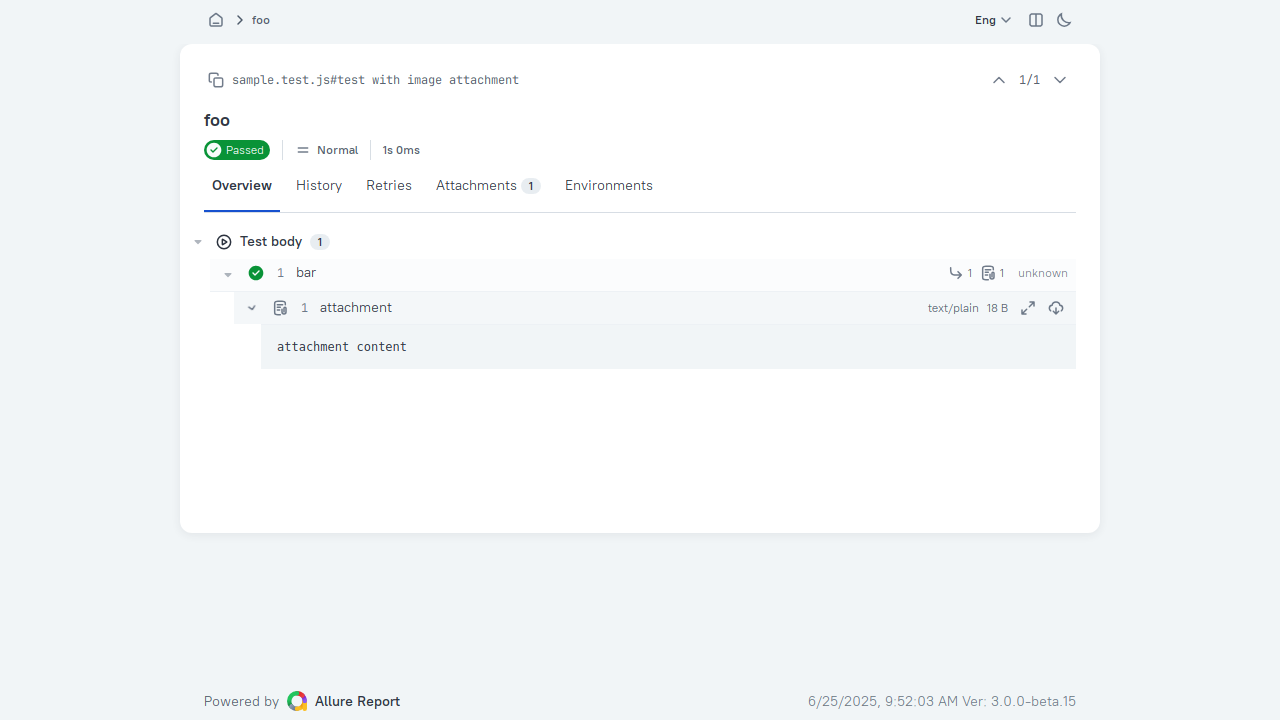 foo
Eng
sample.test.js#test with image attachment
1/1
foo
Passed Normal 1s 0ms
Overview History Retries Attachments 1 Environments
Test body 1
1 bar 1 1 unknown
1 attachment text/plain 18 B
attachment content
Powered by Allure Report
6/25/2025, 9:52:03 AM Ver: 3.0.0-beta.15